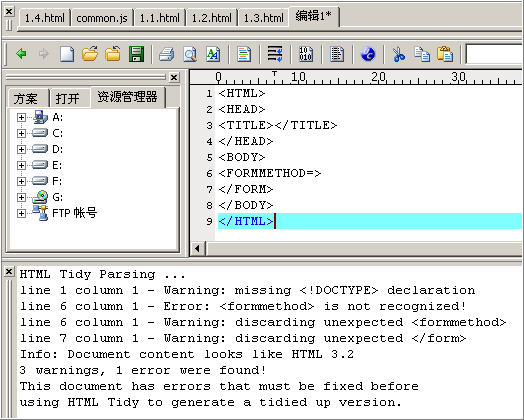 1.4.html common.js 1.1.html 1.2.html 1.3.html 编辑1*
方案 打开 资源管理器
A:
C:
D:
E:
F:
G:
FTP 帐号
0 10 20 30
1 <HTML>
2 <HEAD>
3 <TITLE></TITLE>
4 </HEAD>
5 <BODY>
6 <FORMMETHOD=>
7 </FORM>
8 </BODY>
9 </HTML>
HTML Tidy Parsing ...
line 1 column 1 - Warning: missing <!DOCTYPE> declaration
line 6 column 1 - Error: <formmethod> is not recognized!
line 6 column 1 - Warning: discarding unexpected <formmethod>
line 7 column 1 - Warning: discarding unexpected </form>
Info: Document content looks like HTML 3.2
3 warnings, 1 error were found!
This document has errors that must be fixed before
using HTML Tidy to generate a tidied up version.